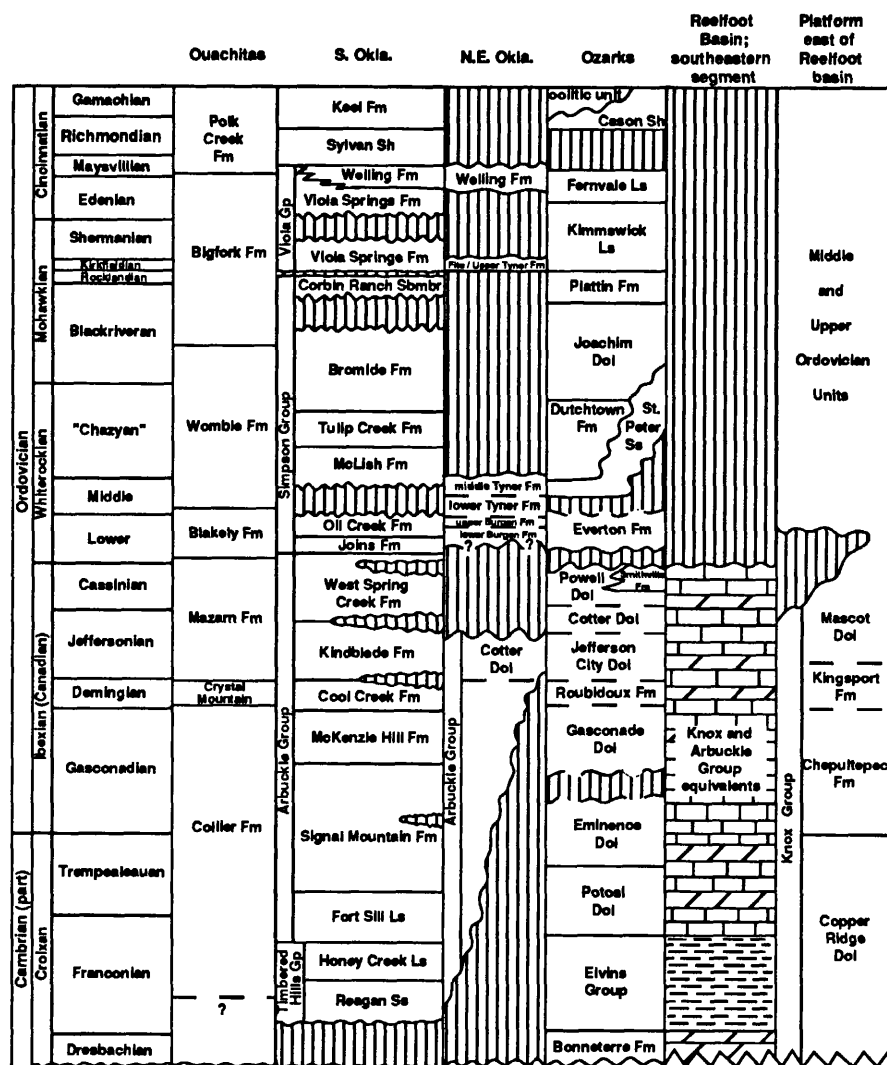 Ouachitas
S. Okla.
N.E. Okla.
Ozarks
Reelfoot
Basin;
southeastern
segment
Platform
east of
Reelfoot
basin
Ordovician
Cambrian (part)
Cincinnatian
Mohawkian
Whiterockian
Ibexian (Canadian)
Croixan
Gamachian
Richmondian
Maysvillian
Edenian
Shermanian
Kirkfieldian
Rocklandian
Blackriveran
"Chazyan"
Middle
Lower
Cassinian
Jeffersonian
Demingian
Gasconadian
Trempealeauan
Franconian
Dresbachian
Polk
Creek
Fm
Bigfork Fm
Womble Fm
Blakely Fm
Mazarn Fm
Crystal
Mountain
Collier Fm
?
Viola Gp
Simpson Group
Arbuckle Group
Timbered
Hills Gp
Keel Fm
Sylvan Sh
Welling Fm
Viola Springs Fm
Viola Springs Fm
Corbin Ranch Sbmbr
Bromide Fm
Tulip Creek Fm
McLish Fm
Oil Creek Fm
Joins Fm
West Spring
Creek Fm
Kindblade Fm
Cool Creek Fm
McKenzie Hill Fm
Signal Mountain Fm
Fort Sill Ls
Honey Creek Ls
Reagan Ss
Welling Fm
Fite / Upper Tyner Fm
middle Tyner Fm
lower Tyner Fm
upper Burgen Fm
lower Burgen Fm
? ?
Cotter
Dol
Arbuckle Group
oolitic unit
Cason Sh
Fernvale Ls
Kimmswick
Ls
Plattin Fm
Joachim
Dol
Dutchtown
Fm
St.
Peter
Ss
Everton Fm
Powell
Dol
Smithville
Fm
Cotter Dol
Jefferson
City Dol
Roubidoux Fm
Gasconade
Dol
Eminence
Dol
Potosi
Dol
Elvins
Group
Bonneterre Fm
Knox and
Arbuckle
Group
equivalents
Knox Group
Middle
and
Upper
Ordovician
Units
Mascot
Dol
Kingsport
Fm
Chepultepec
Fm
Copper
Ridge
Dol